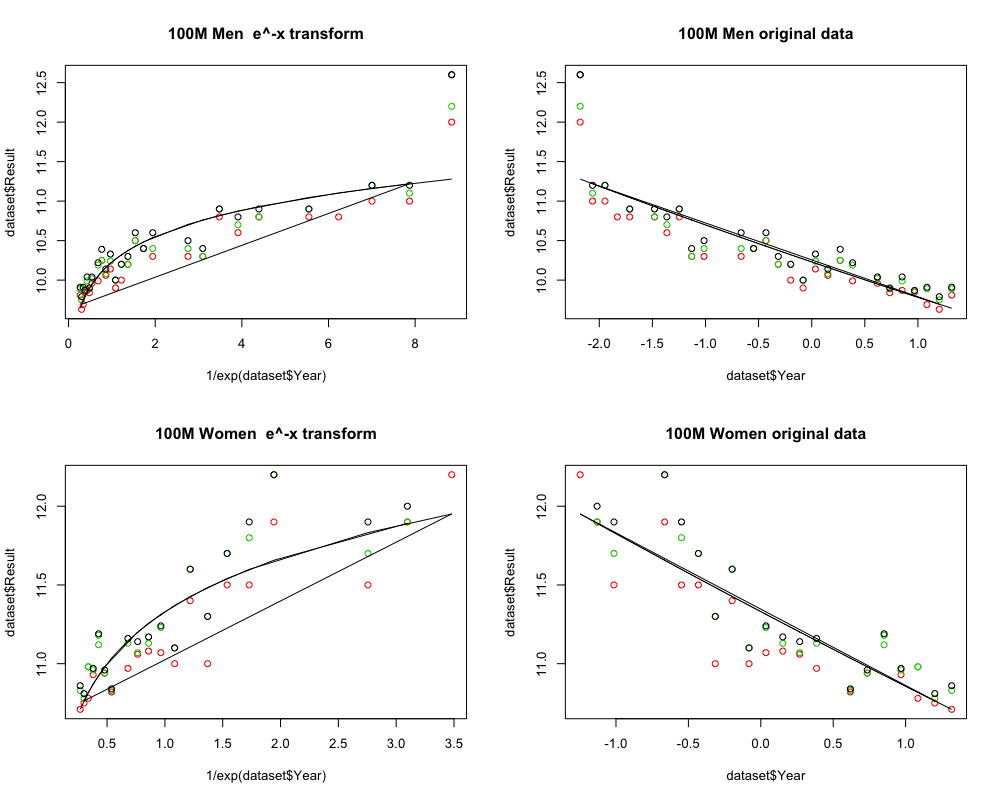 100M Men  e^-x transform
dataset$Result
10.0 10.5 11.0 11.5 12.0 12.5
0 2 4 6 8
1/exp(dataset$Year)
100M Men original data
dataset$Result
10.0 10.5 11.0 11.5 12.0 12.5
-2.0 -1.5 -1.0 -0.5 0.0 0.5 1.0
dataset$Year
100M Women  e^-x transform
dataset$Result
11.0 11.5 12.0
0.5 1.0 1.5 2.0 2.5 3.0 3.5
1/exp(dataset$Year)
100M Women original data
dataset$Result
11.0 11.5 12.0
-1.0 -0.5 0.0 0.5 1.0
dataset$Year